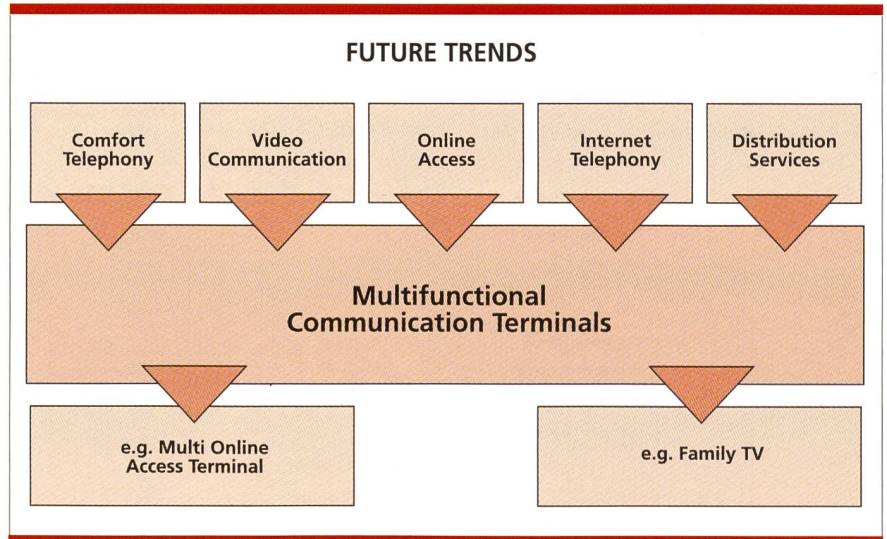 FUTURE TRENDS
Comfort
Telephony
Video
Communication
Online
Access
Internet
Telephony
Distribution
Services
Multifunctional
Communication Terminals
e.g. Multi Online
Access Terminal
e.g. Family TV